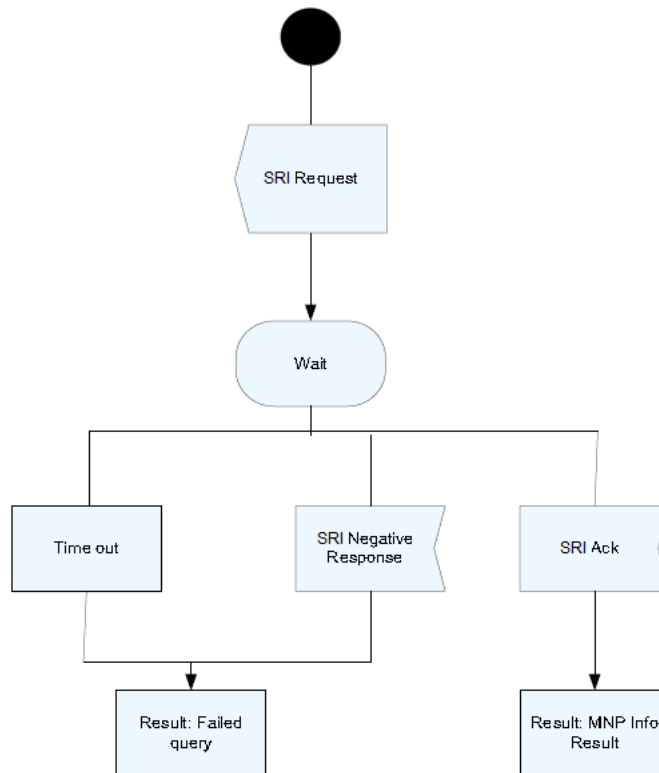 SRI Request
Wait
Time out
SRI Negative
Response
SRI Ack
Result: Failed
query
Result: MNP Info
Result